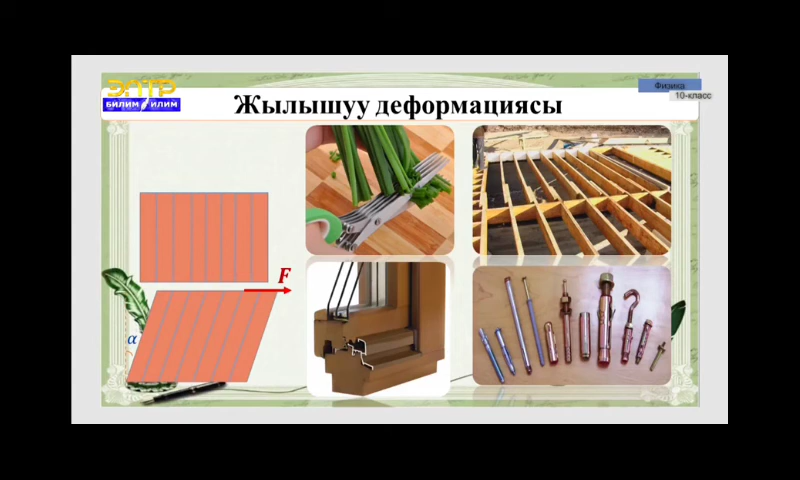 ЭЛТР
БИЛИМ ИЛИМ
Физика
10-класс
Жылышуу деформациясы
F
α